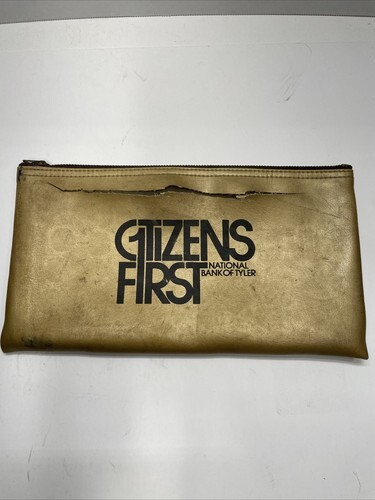 CITIZENS
FIRST NATIONAL
BANK OF TYLER